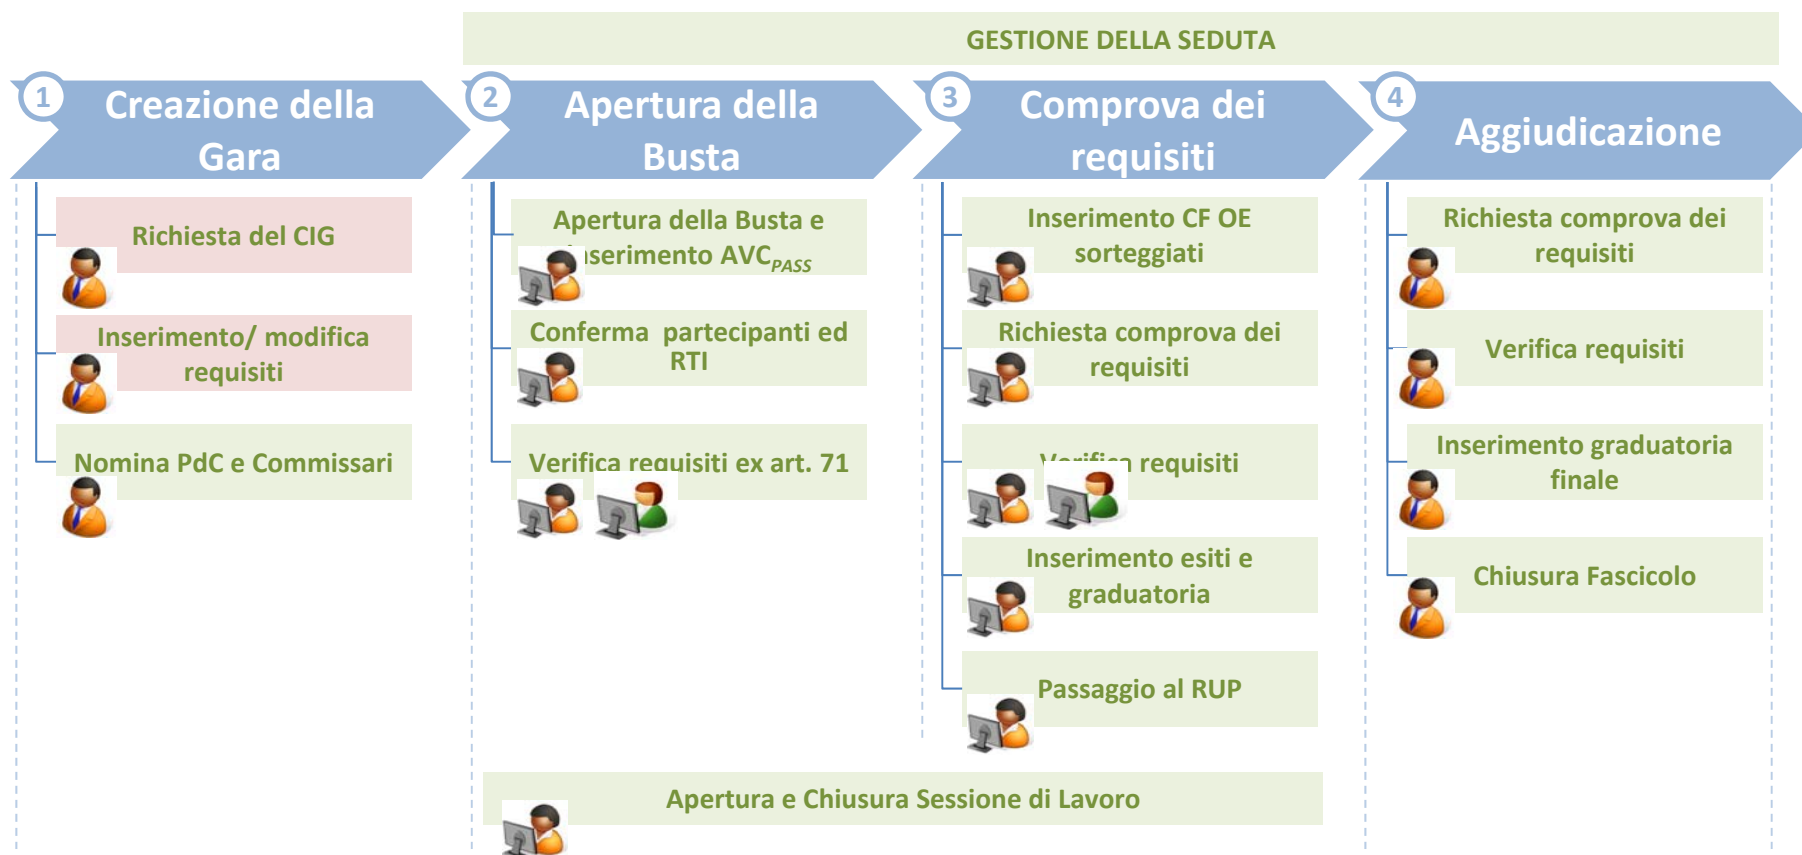 GESTIONE DELLA SEDUTA
1
Creazione della
Gara
Richiesta del CIG
Inserimento/ modifica
requisiti
Nomina PdC e Commissari
2
Apertura della
Busta
Apertura della Busta e
inserimento AVCPASS
Conferma partecipanti ed
RTI
Verifica requisiti ex art. 71
3
Comprova dei
requisiti
Inserimento CF OE
sorteggiati
Richiesta comprova dei
requisiti
Verifica requisiti
Inserimento esiti e
graduatoria
Passaggio al RUP
4
Aggiudicazione
Richiesta comprova dei
requisiti
Verifica requisiti
Inserimento graduatoria
finale
Chiusura Fascicolo
Apertura e Chiusura Sessione di Lavoro